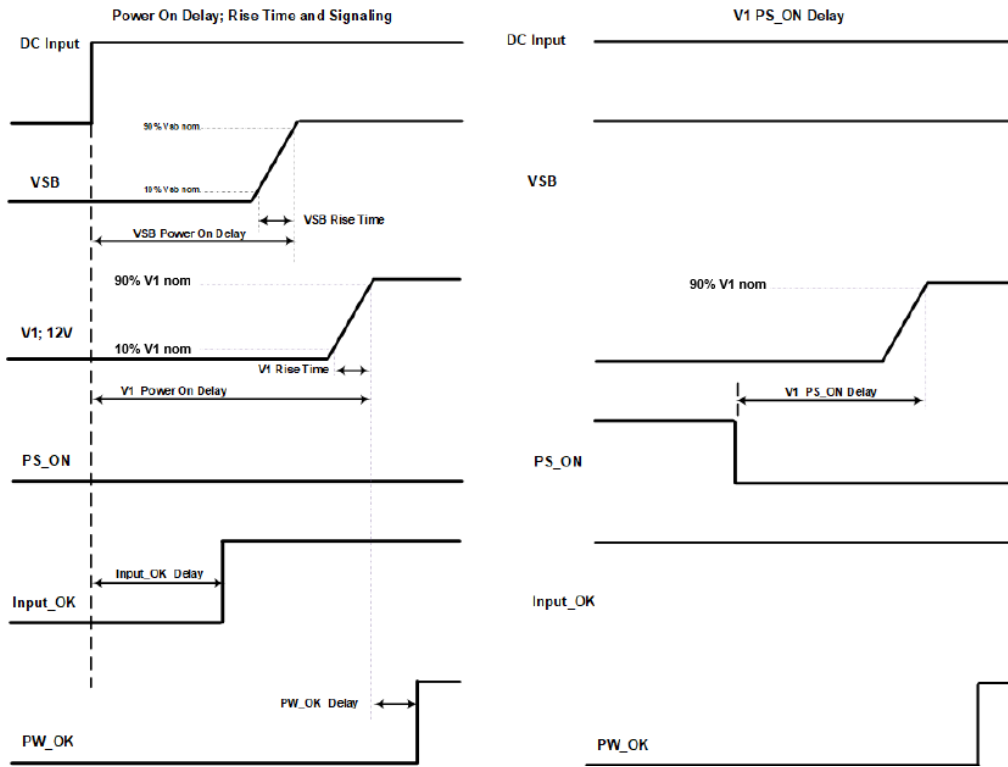 Power On Delay; Rise Time and Signaling
DC Input
90% Vsb nom.
10% Vsb nom.
VSB
VSB Rise Time
VSB Power On Delay
90% V1 nom
V1; 12V
10% V1 nom
V1 Rise Time
V1 Power On Delay
PS_ON
Input_OK Delay
Input_OK
PW_OK Delay
PW_OK
V1 PS_ON Delay
DC Input
VSB
90% V1 nom
V1 PS_ON Delay
PS_ON
Input_OK
PW_OK